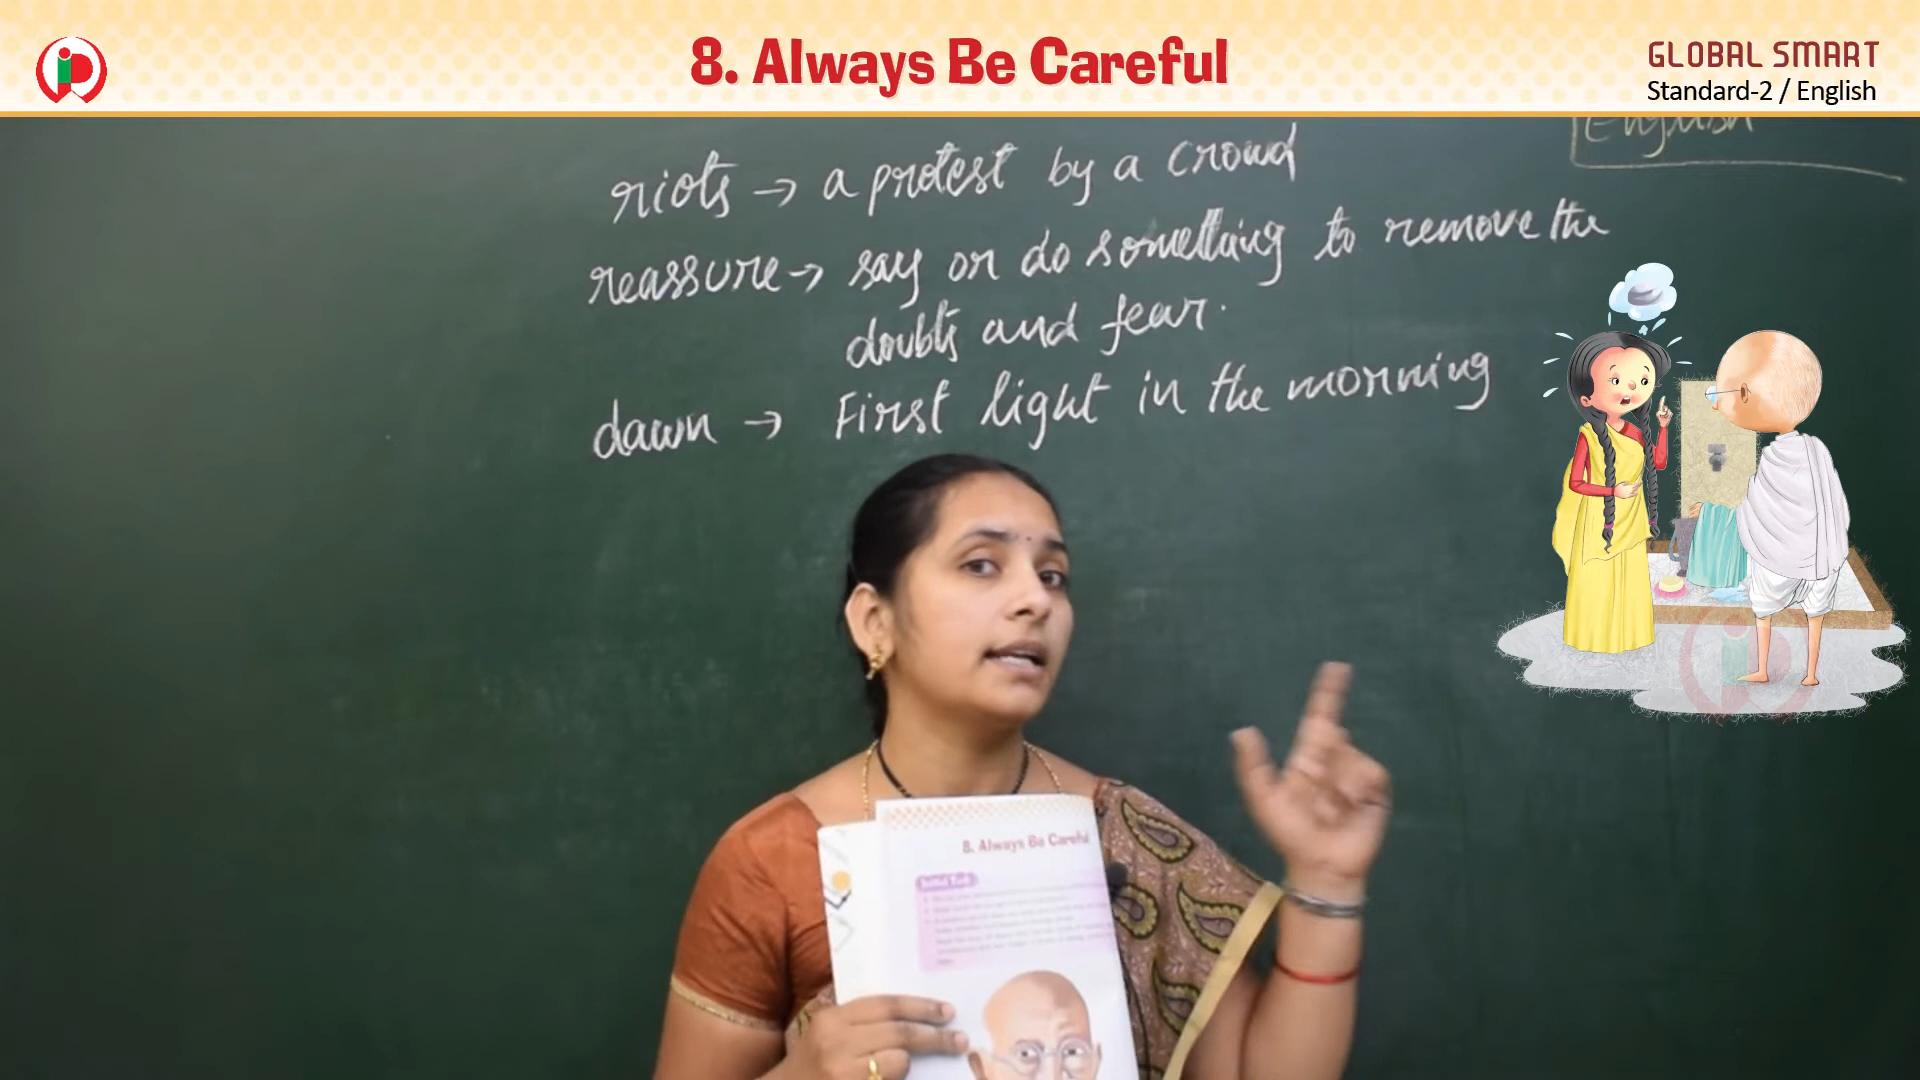 8. Always Be Careful
GLOBAL SMART
Standard-2 / English
English
riots → a protest by a crowd
reassure → say or do something to remove the
doubts and fear.
dawn → First light in the morning
8. Always Be Careful